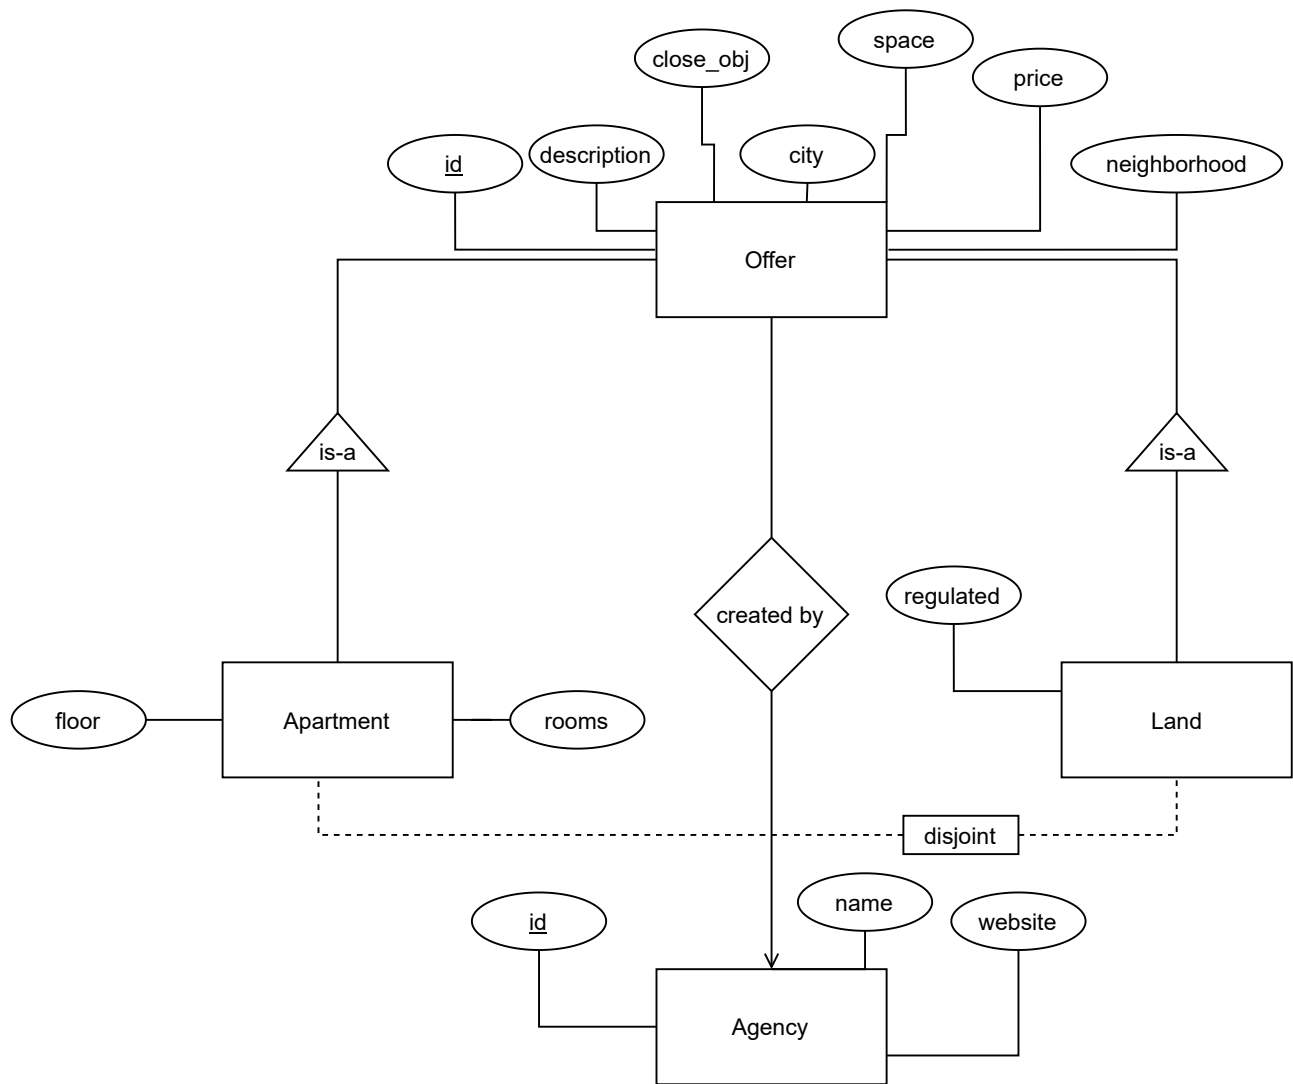 space
close_obj
price
description
city
id
neighborhood
Offer
is-a
is-a
regulated
created by
floor
Apartment
rooms
Land
disjoint
name
id
website
Agency